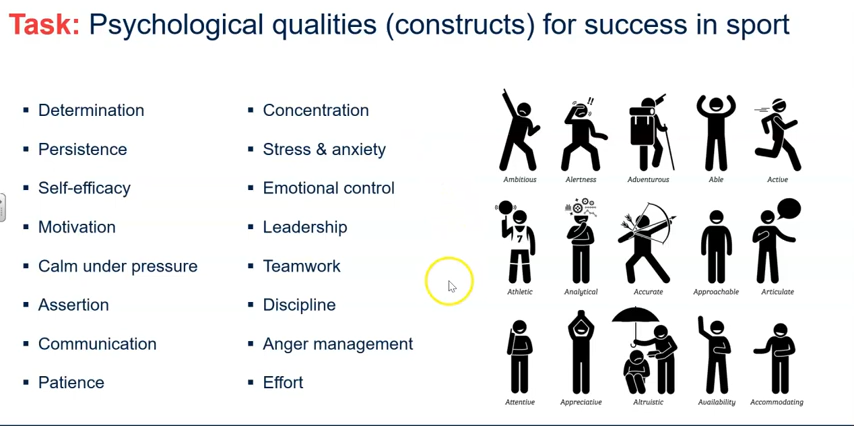 Task: Psychological qualities (constructs) for success in sport
▪ Determination
▪ Persistence
▪ Self-efficacy
▪ Motivation
▪ Calm under pressure
▪ Assertion
▪ Communication
▪ Patience
▪ Concentration
▪ Stress & anxiety
▪ Emotional control
▪ Leadership
▪ Teamwork
▪ Discipline
▪ Anger management
▪ Effort
!!
Ambitious Alertness Adventurous Able Active
7
Athletic Analytical Accurate Approachable Articulate
Attentive Appreciative Altruistic Availability Accommodating